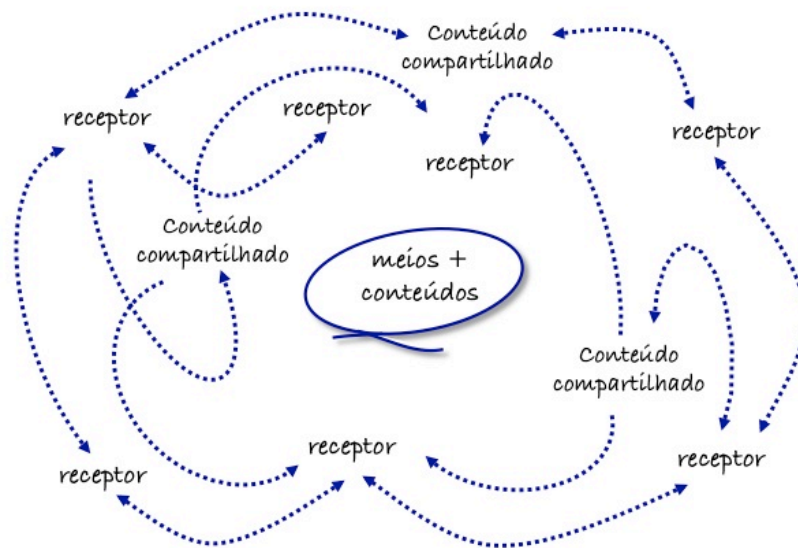 Conteúdo
compartilhado
receptor
receptor
receptor
receptor
Conteúdo
compartilhado
meios +
conteúdos
Conteúdo
compartilhado
receptor
receptor
receptor